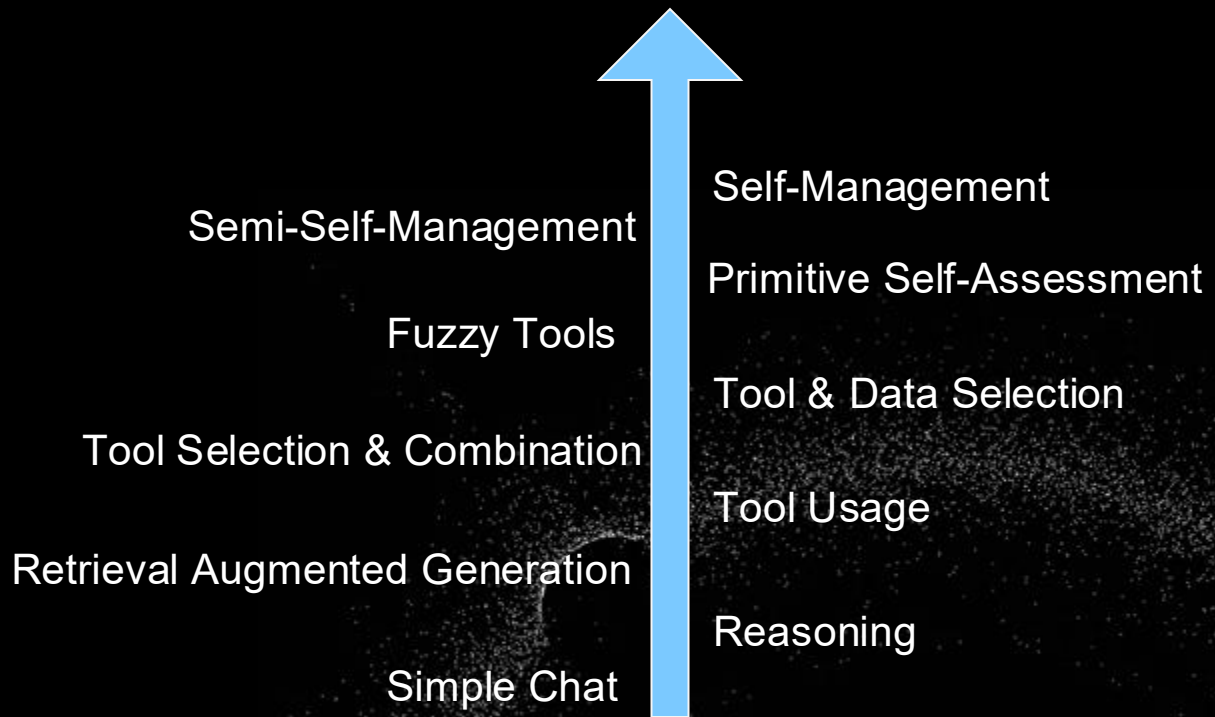 Self-Management
Semi-Self-Management
Primitive Self-Assessment
Fuzzy Tools
Tool & Data Selection
Tool Selection & Combination
Tool Usage
Retrieval Augmented Generation
Reasoning
Simple Chat